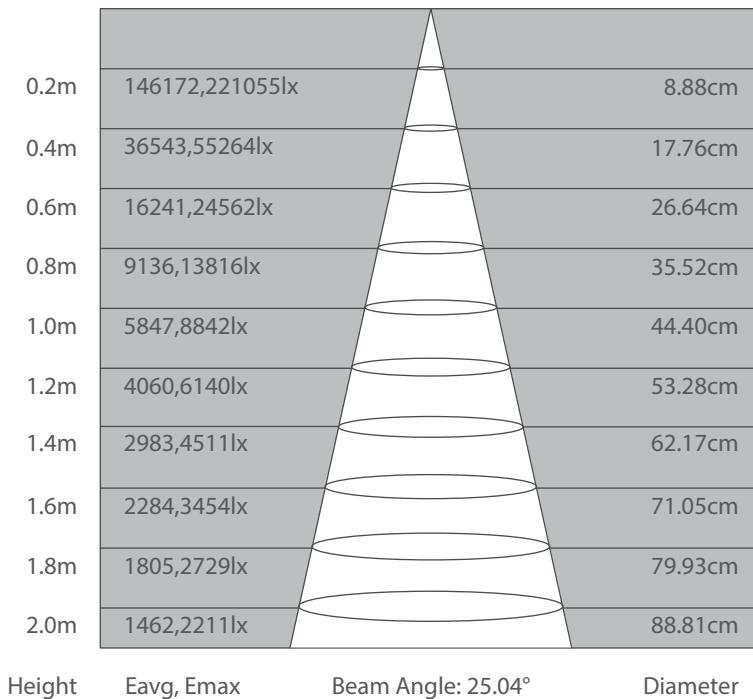 0.2m 146172,221055lx 8.88cm
0.4m 36543,55264lx 17.76cm
0.6m 16241,24562lx 26.64cm
0.8m 9136,13816lx 35.52cm
1.0m 5847,8842lx 44.40cm
1.2m 4060,6140lx 53.28cm
1.4m 2983,4511lx 62.17cm
1.6m 2284,3454lx 71.05cm
1.8m 1805,2729lx 79.93cm
2.0m 1462,2211lx 88.81cm
Height Eavg, Emax Beam Angle: 25.04° Diameter